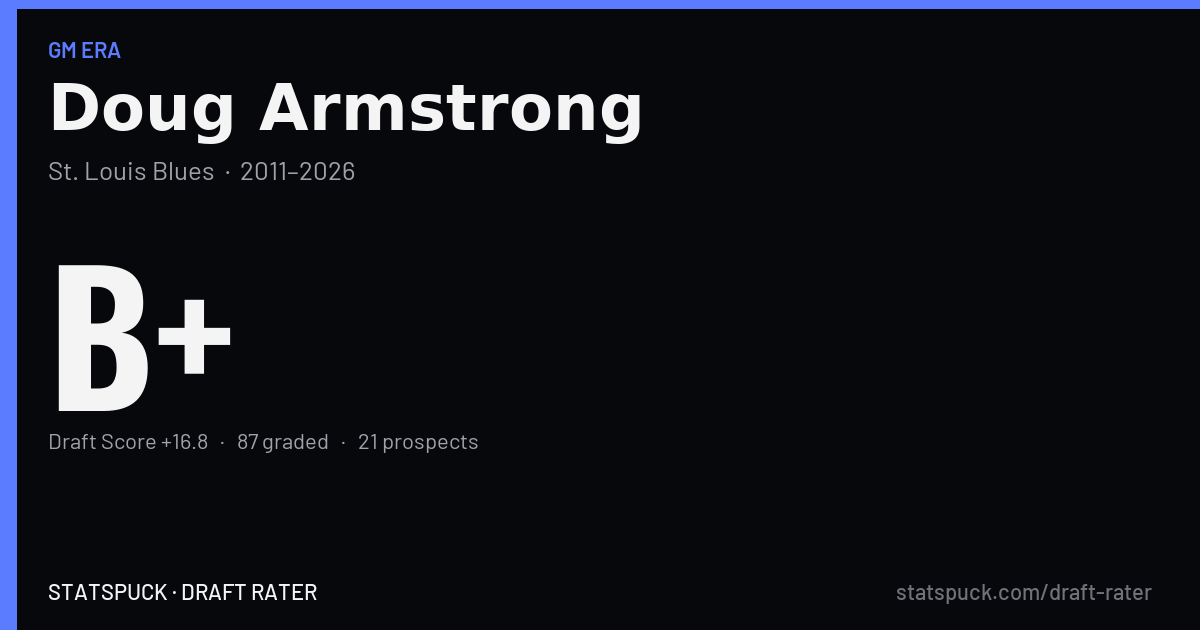 GM ERA
Doug Armstrong
St. Louis Blues · 2011–2026
B+
Draft Score +16.8 · 87 graded · 21 prospects
STATSPUCK · DRAFT RATER
statspuck.com/draft-rater